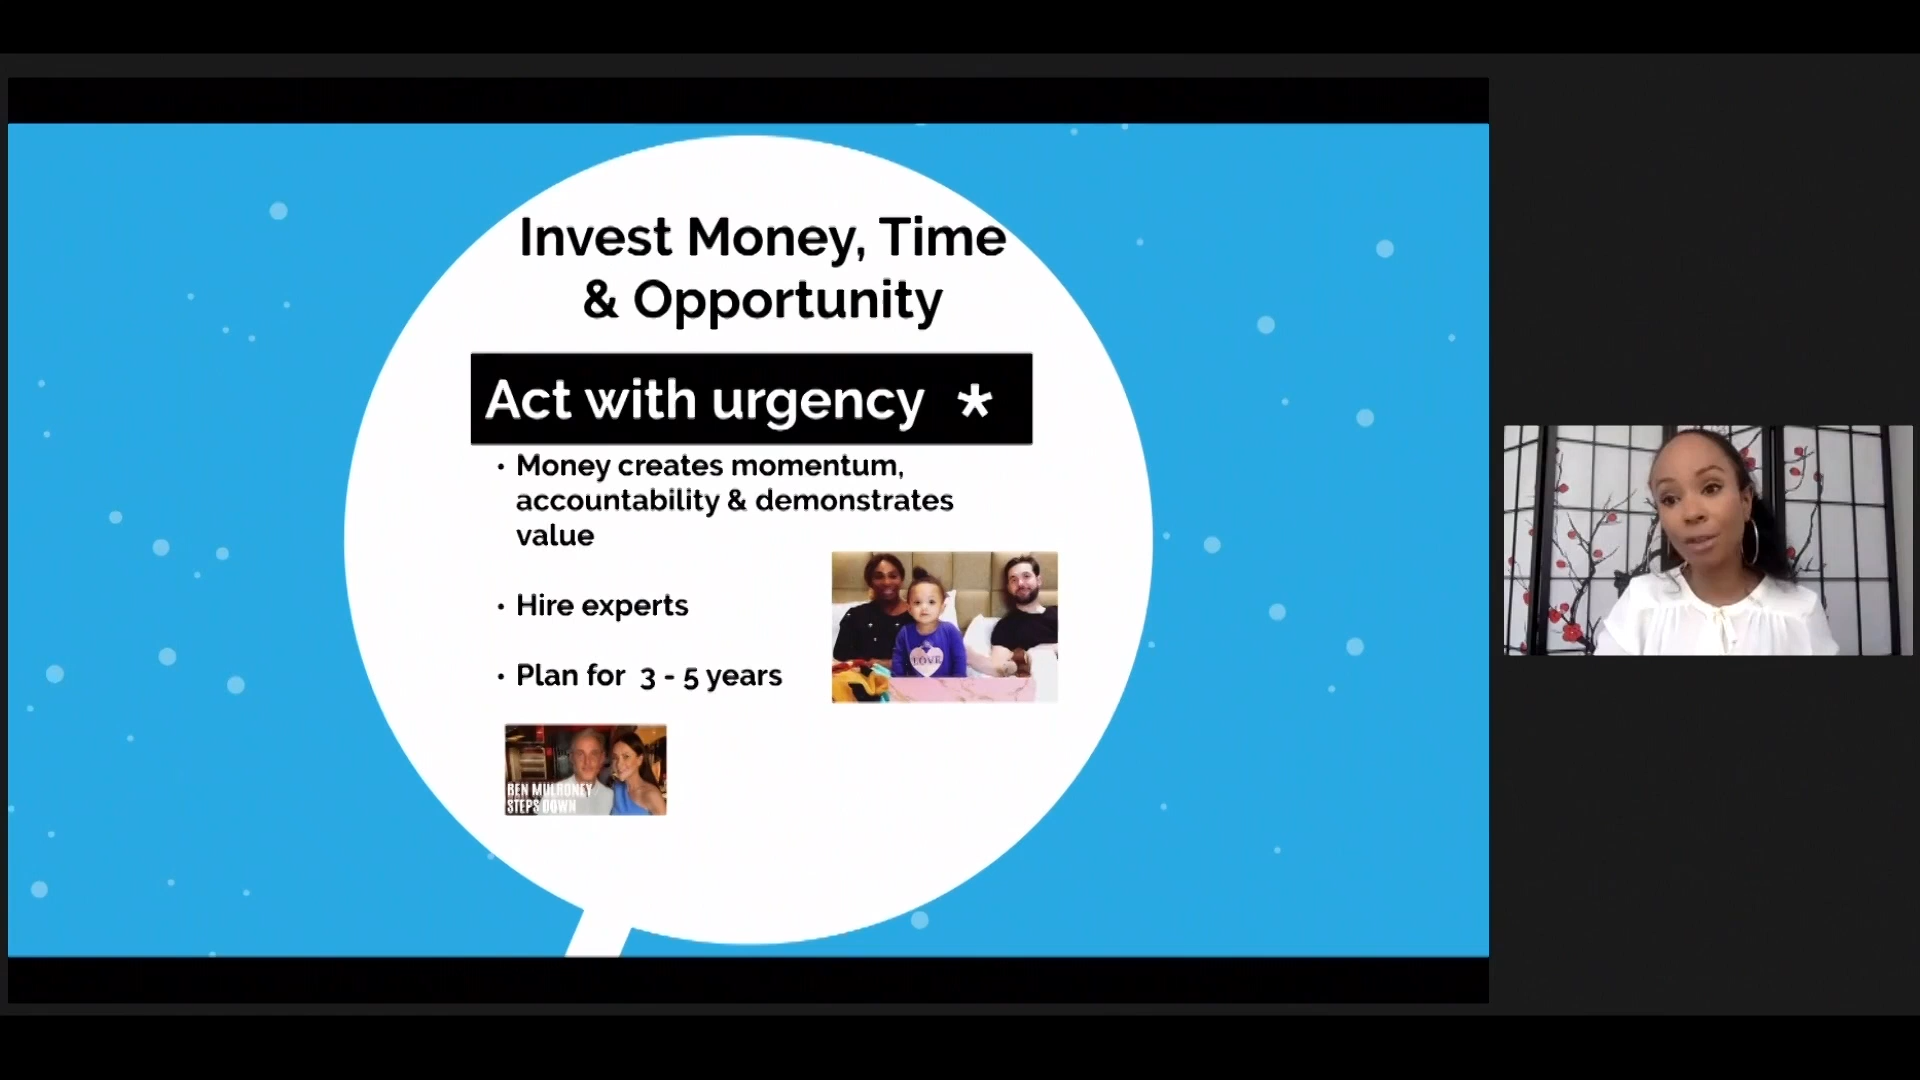 Invest Money, Time
& Opportunity
Act with urgency *
• Money creates momentum,
accountability & demonstrates
value
• Hire experts
LOVE
• Plan for 3 - 5 years
BEN MULRONEY
STEPS DOWN